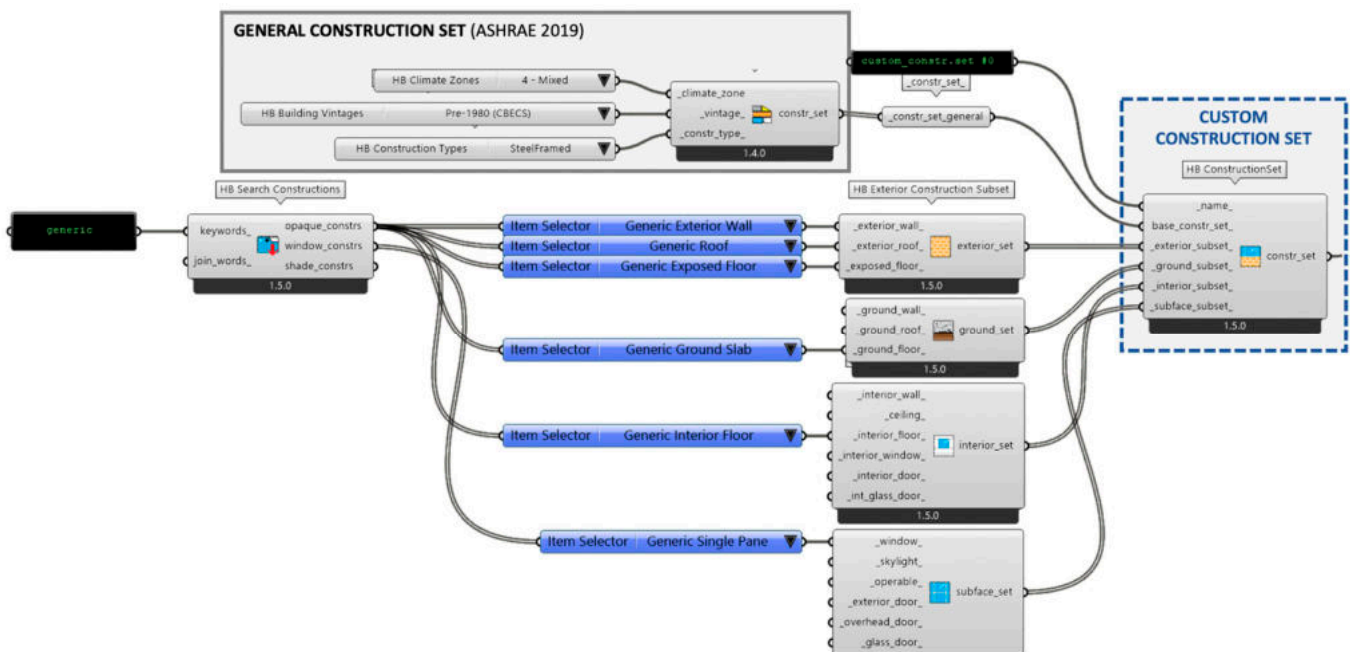 GENERAL CONSTRUCTION SET (ASHRAE 2019)
HB Climate Zones 4 - Mixed
HB Building Vintages Pre-1980 (CBECS)
HB Construction Types SteelFramed
_climate_zone
_vintage_
_constr_type_
constr_set
1.4.0
custom_constr.set #0
_constr_set_
_constr_set_general
CUSTOM
CONSTRUCTION SET
HB ConstructionSet
_name_
base_constr_set_
_exterior_subset_
_ground_subset_
_interior_subset_
_subface_subset_
constr_set
1.5.0
generic
HB Search Constructions
keywords_
join_words_
opaque_constrs
window_constrs
shade_constrs
1.5.0
Item Selector Generic Exterior Wall
Item Selector Generic Roof
Item Selector Generic Exposed Floor
HB Exterior Construction Subset
_exterior_wall_
_exterior_roof_
_exposed_floor_
exterior_set
1.5.0
Item Selector Generic Ground Slab
_ground_wall_
_ground_roof_
_ground_floor_
ground_set
1.5.0
Item Selector Generic Interior Floor
_interior_wall_
_ceiling_
_interior_floor_
_interior_window_
_interior_door_
_int_glass_door_
interior_set
1.5.0
Item Selector Generic Single Pane
_window_
_skylight_
_operable_
_exterior_door_
_overhead_door_
_glass_door_
subface_set